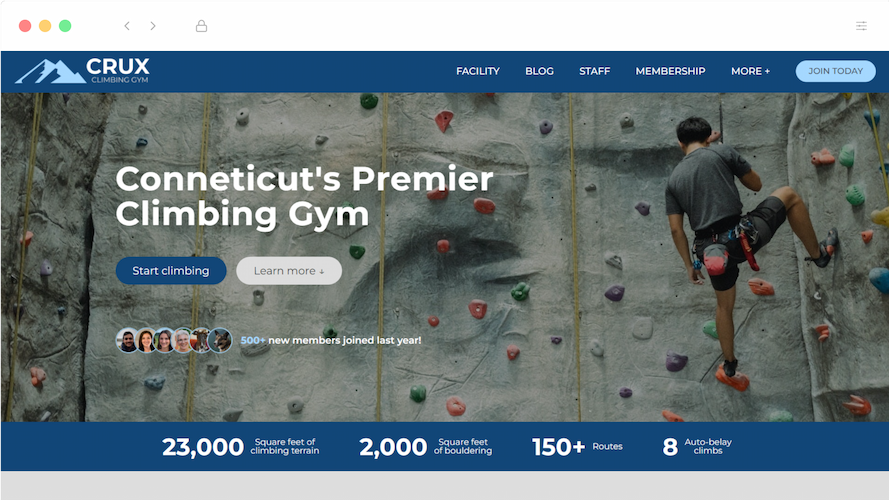 CRUX
CLIMBING GYM
FACILITY
BLOG
STAFF
MEMBERSHIP
MORE +
JOIN TODAY
Conneticut's Premier
Climbing Gym
Start climbing
Learn more ↓
500+ new members joined last year!
23,000
Square feet of
climbing terrain
2,000
Square feet
of bouldering
150+
Routes
8
Auto-belay
climbs